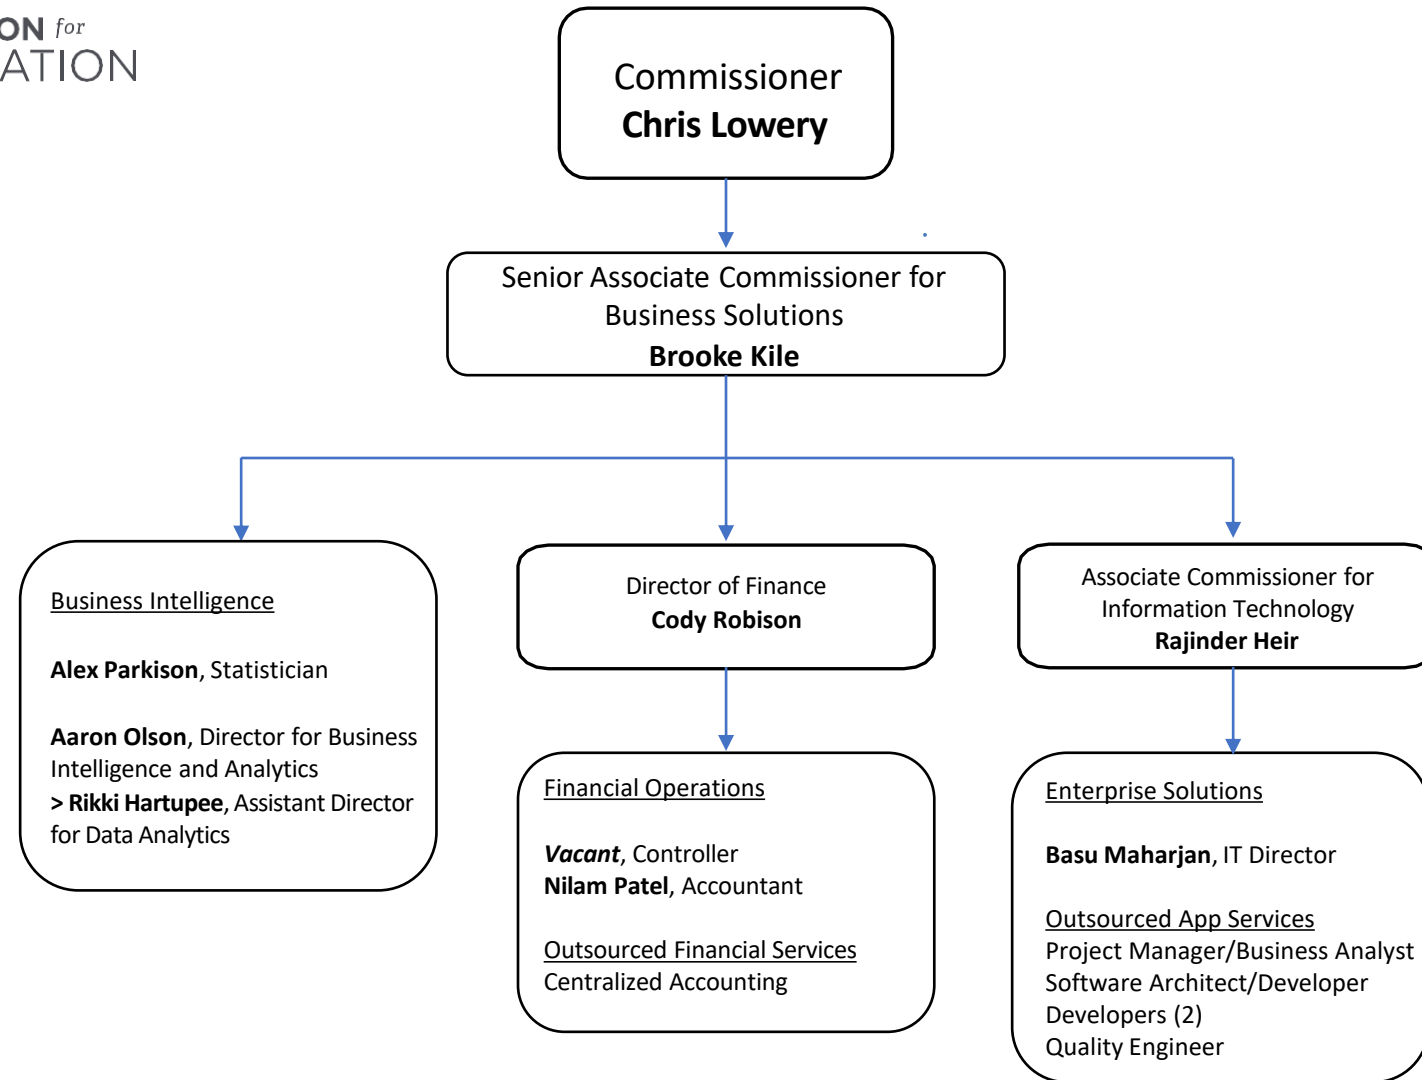 for
Commissioner
Chris Lowery
Senior Associate Commissioner for
Business Solutions
Brooke Kile
Business Intelligence
Alex Parkison, Statistician
Aaron Olson, Director for Business
Intelligence and Analytics
> Rikki Hartupee, Assistant Director
for Data Analytics
Director of Finance
Cody Robison
Financial Operations
Vacant, Controller
Nilam Patel, Accountant
Outsourced Financial Services
Centralized Accounting
Associate Commissioner for
Information Technology
Rajinder Heir
Enterprise Solutions
Basu Maharjan, IT Director
Outsourced App Services
Project Manager/Business Analyst
Software Architect/Developer
Developers (2)
Quality Engineer